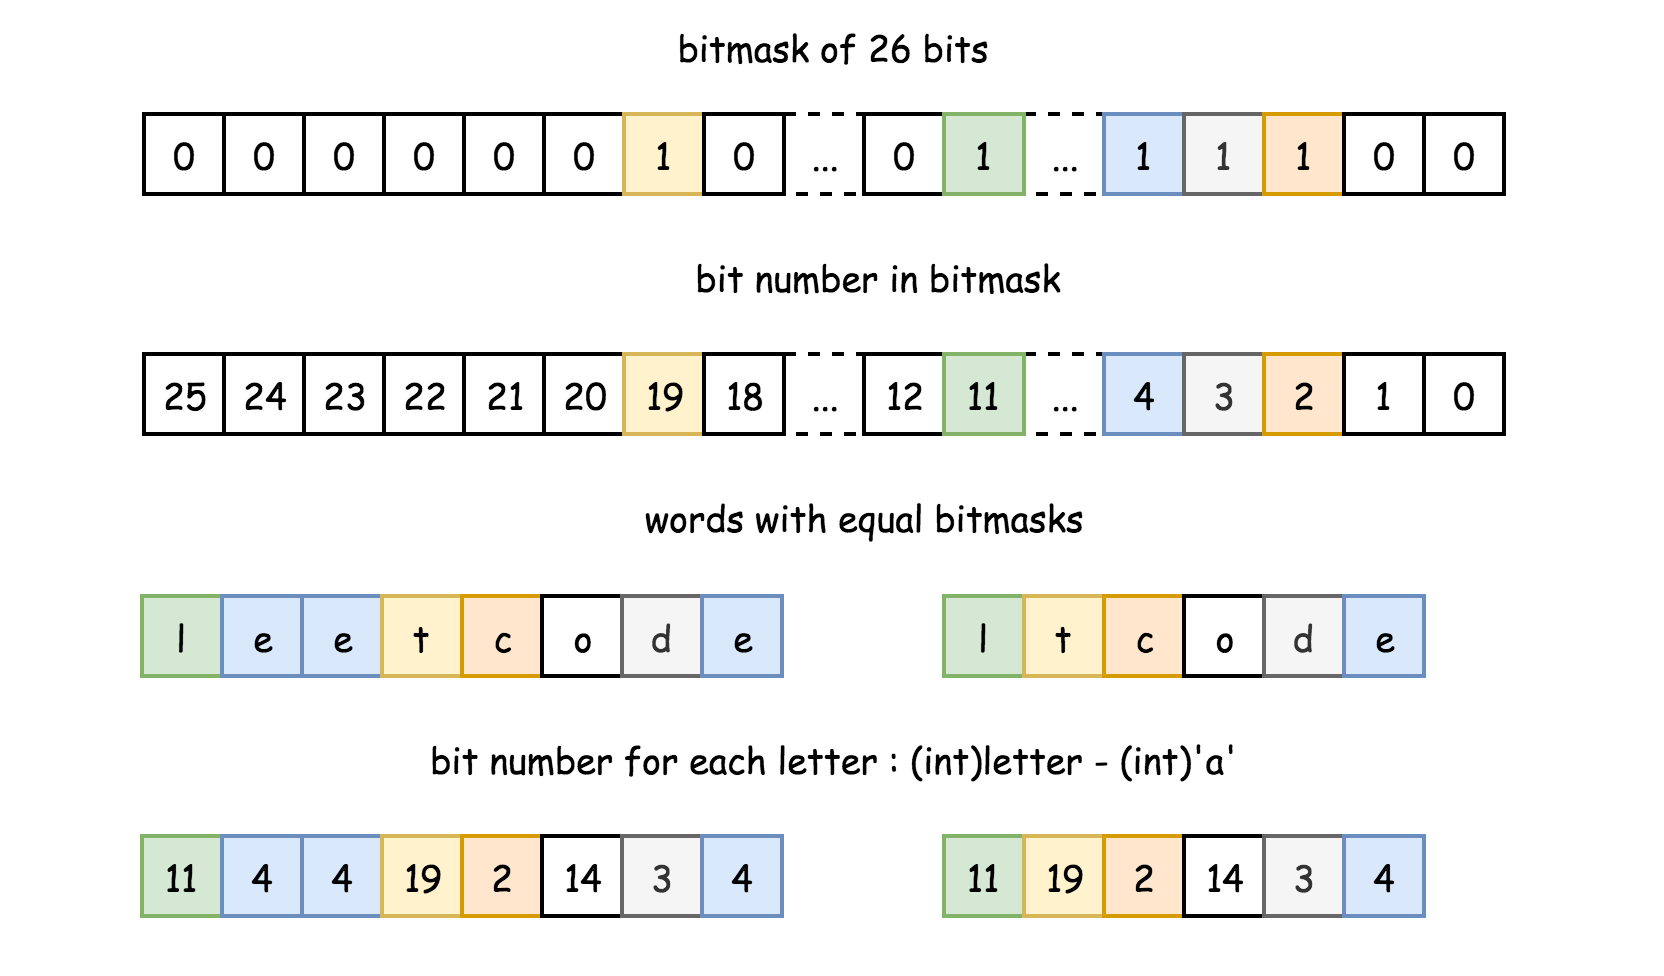 bitmask of 26 bits
0 0 0 0 0 0 1 0 ... 0 1 ... 1 1 1 0 0
bit number in bitmask
25 24 23 22 21 20 19 18 ... 12 11 ... 4 3 2 1 0
words with equal bitmasks
l e e t c o d e l t c o d e
bit number for each letter : (int)letter - (int)'a'
11 4 4 19 2 14 3 4 11 19 2 14 3 4